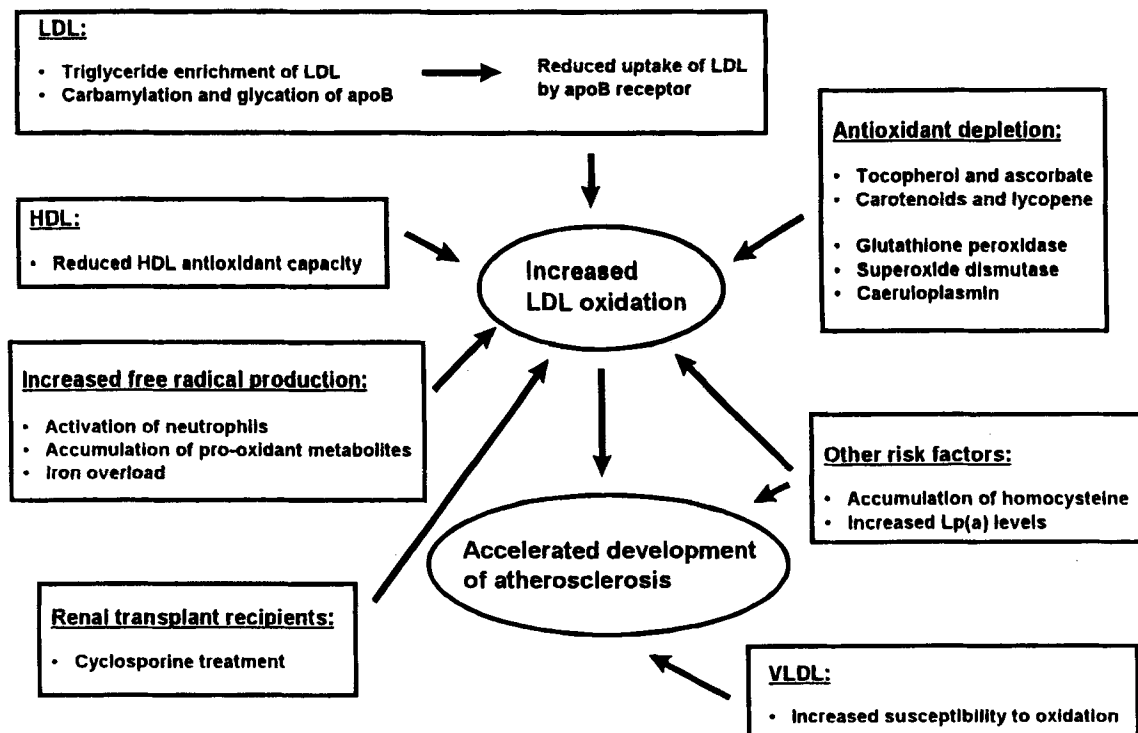 LDL:
• Triglyceride enrichment of LDL
• Carbamylation and glycation of apoB
Reduced uptake of LDL
by apoB receptor
Antioxidant depletion:
• Tocopherol and ascorbate
• Carotenoids and lycopene
• Glutathione peroxidase
• Superoxide dismutase
• Caeruloplasmin
HDL:
• Reduced HDL antioxidant capacity
Increased
LDL oxidation
Increased free radical production:
• Activation of neutrophils
• Accumulation of pro-oxidant metabolites
• Iron overload
Other risk factors:
• Accumulation of homocysteine
• Increased Lp(a) levels
Accelerated development
of atherosclerosis
Renal transplant recipients:
• Cyclosporine treatment
VLDL:
• Increased susceptibility to oxidation